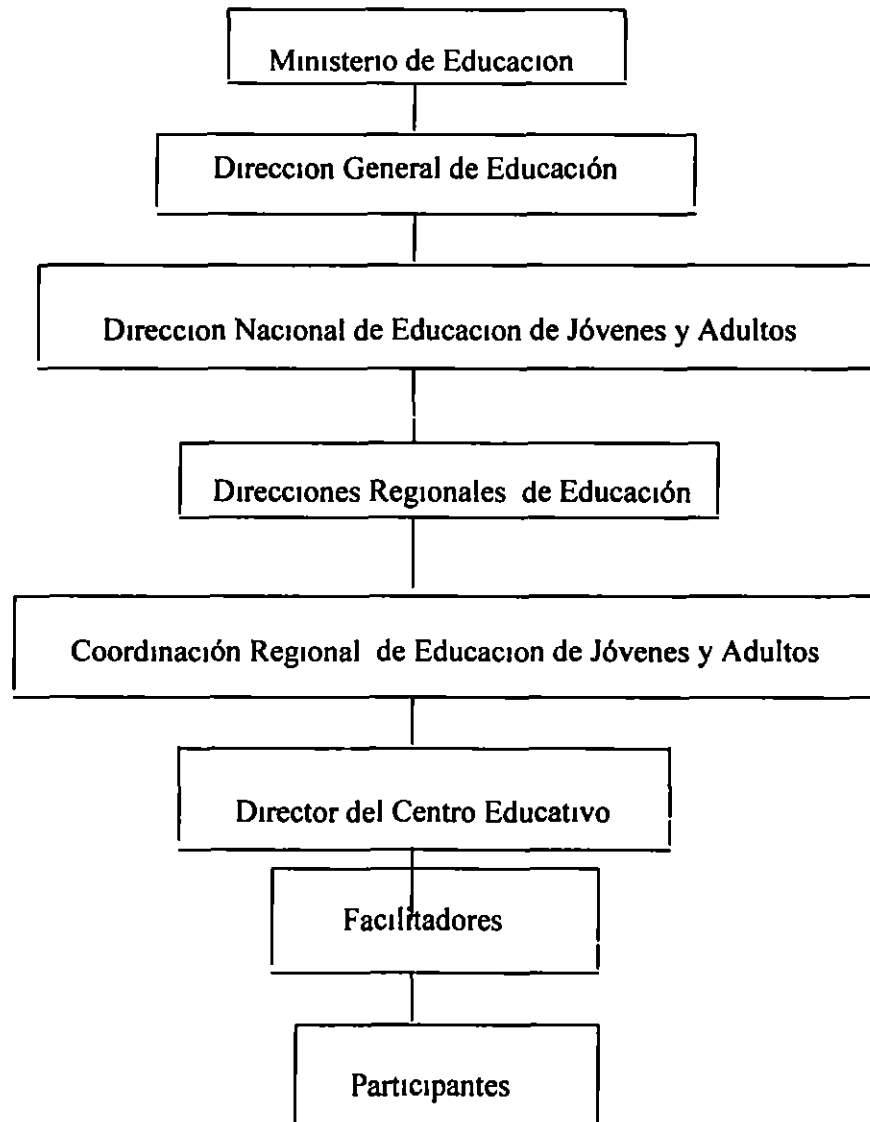 Ministerio de Educacion
Direccion General de Educación
Direccion Nacional de Educacion de Jóvenes y Adultos
Direcciones Regionales de Educación
Coordinación Regional de Educacion de Jóvenes y Adultos
Director del Centro Educativo
Facilitadores
Participantes